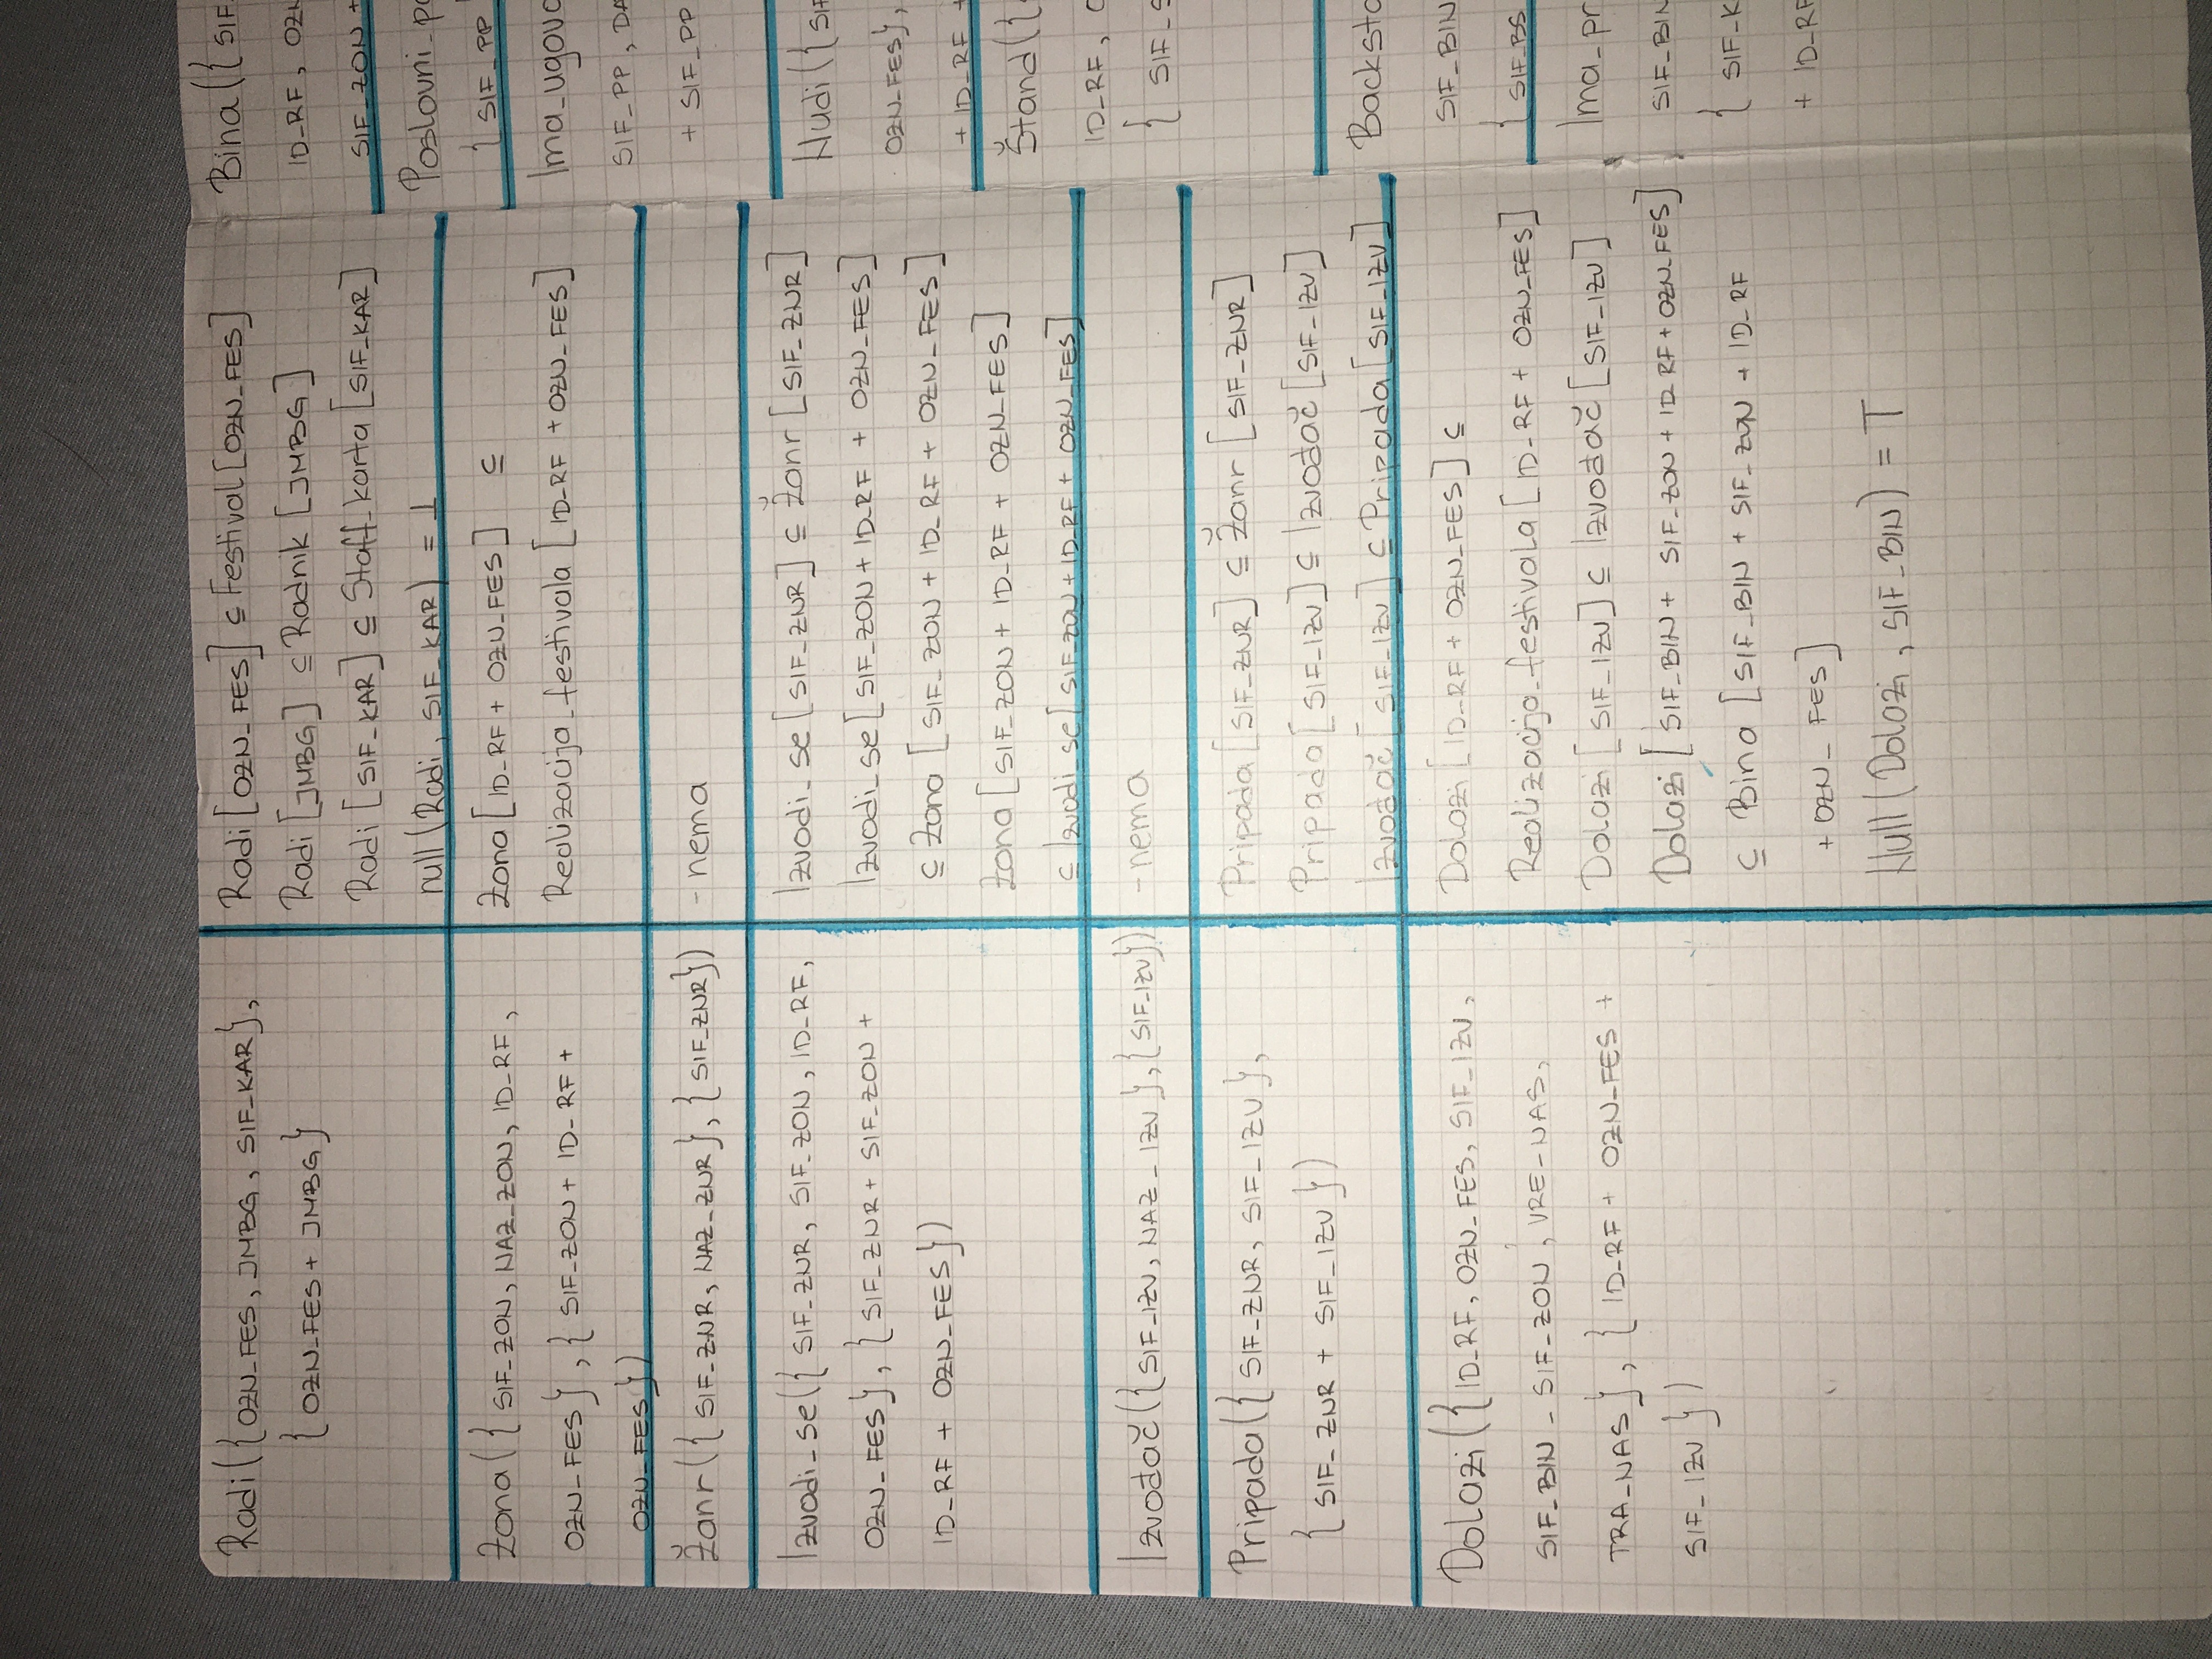 Radi({OZN_FES, JMBG, SIF_KAR},
{OZN_FES + JMBG}
Radi[OZN_FES] ⊆ Festival[OZN_FES]
Radi[JMBG] ⊆ Radnik[JMBG]
Radi[SIF_KAR] ⊆ Staff_karta[SIF_KAR]
null(Radi, SIF_KAR) = ⊥
Zona({SIF_ZON, NAZ_ZON, ID_RF,
OZN_FES}, {SIF_ZON + ID_RF +
OZN_FES})
Zona[ID_RF + OZN_FES] ⊆
Realizacija_festivala[ID_RF + OZN_FES]
Žanr({SIF_ZNR, NAZ_ZNR}, {SIF_ZNR})
- nema
Izvodi_se({SIF_ZNR, SIF_ZON, ID_RF,
OZN_FES}, {SIF_ZNR + SIF_ZON +
ID_RF + OZN_FES})
Izvodi_se[SIF_ZNR] ⊆ Žanr[SIF_ZNR]
Izvodi_se[SIF_ZON + ID_RF + OZN_FES]
⊆ Zona[SIF_ZON + ID_RF + OZN_FES]
Zona[SIF_ZON + ID_RF + OZN_FES]
⊆ Izvodi_se[SIF_ZON + ID_RF + OZN_FES]
Izvođač({SIF_IZV, NAZ_IZV}, {SIF_IZV})
- nema
Pripada({SIF_ZNR, SIF_IZV},
{SIF_ZNR + SIF_IZV})
Pripada[SIF_ZNR] ⊆ Žanr[SIF_ZNR]
Pripada[SIF_IZV] ⊆ Izvođač[SIF_IZV]
Izvođač[SIF_IZV] ⊆ Pripada[SIF_IZV]
Dolazi({ID_RF, OZN_FES, SIF_IZV,
SIF_BIN - SIF_ZON, VRE_NAS,
TRA_NAS}, {ID_RF + OZN_FES +
SIF_IZV})
Dolazi[ID_RF + OZN_FES] ⊆
Realizacija_festivala[ID_RF + OZN_FES]
Dolazi[SIF_IZV] ⊆ Izvođač[SIF_IZV]
Dolazi[SIF_BIN + SIF_ZON + ID_RF + OZN_FES]
⊆ Bina[SIF_BIN + SIF_ZON + ID_RF
+ OZN_FES]
Null(Dolazi, SIF_BIN) = T
Bina({SIF
ID_RF, OZN
SIF_ZON +
Poslovni_p
{SIF_PP
Ima_ugovo
SIF_PP, DA
+ SIF_PP
Nudi({SIF
OZN_FES},
+ ID_RF +
Štand({
ID_RF, O
{SIF_S
Backsta
SIF_BIN
{SIF_BS
Ima_pr
SIF_BIN
{SIF_K
+ ID_RF